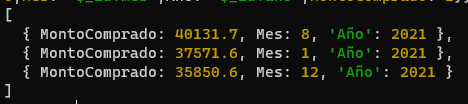 [
{ MontoComprado: 40131.7, Mes: 8, 'Año': 2021 },
{ MontoComprado: 37571.6, Mes: 1, 'Año': 2021 },
{ MontoComprado: 35850.6, Mes: 12, 'Año': 2021 }
]